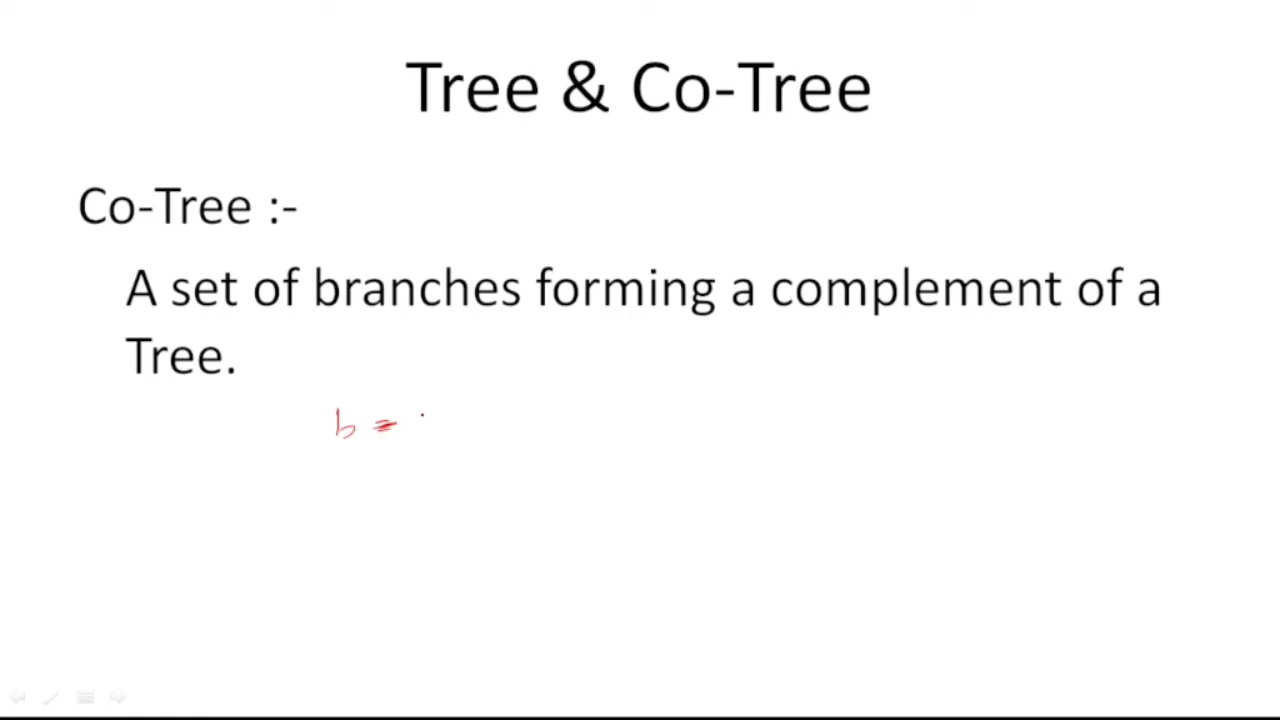 Tree & Co-Tree
Co-Tree :-
A set of branches forming a complement of a
Tree.
b =